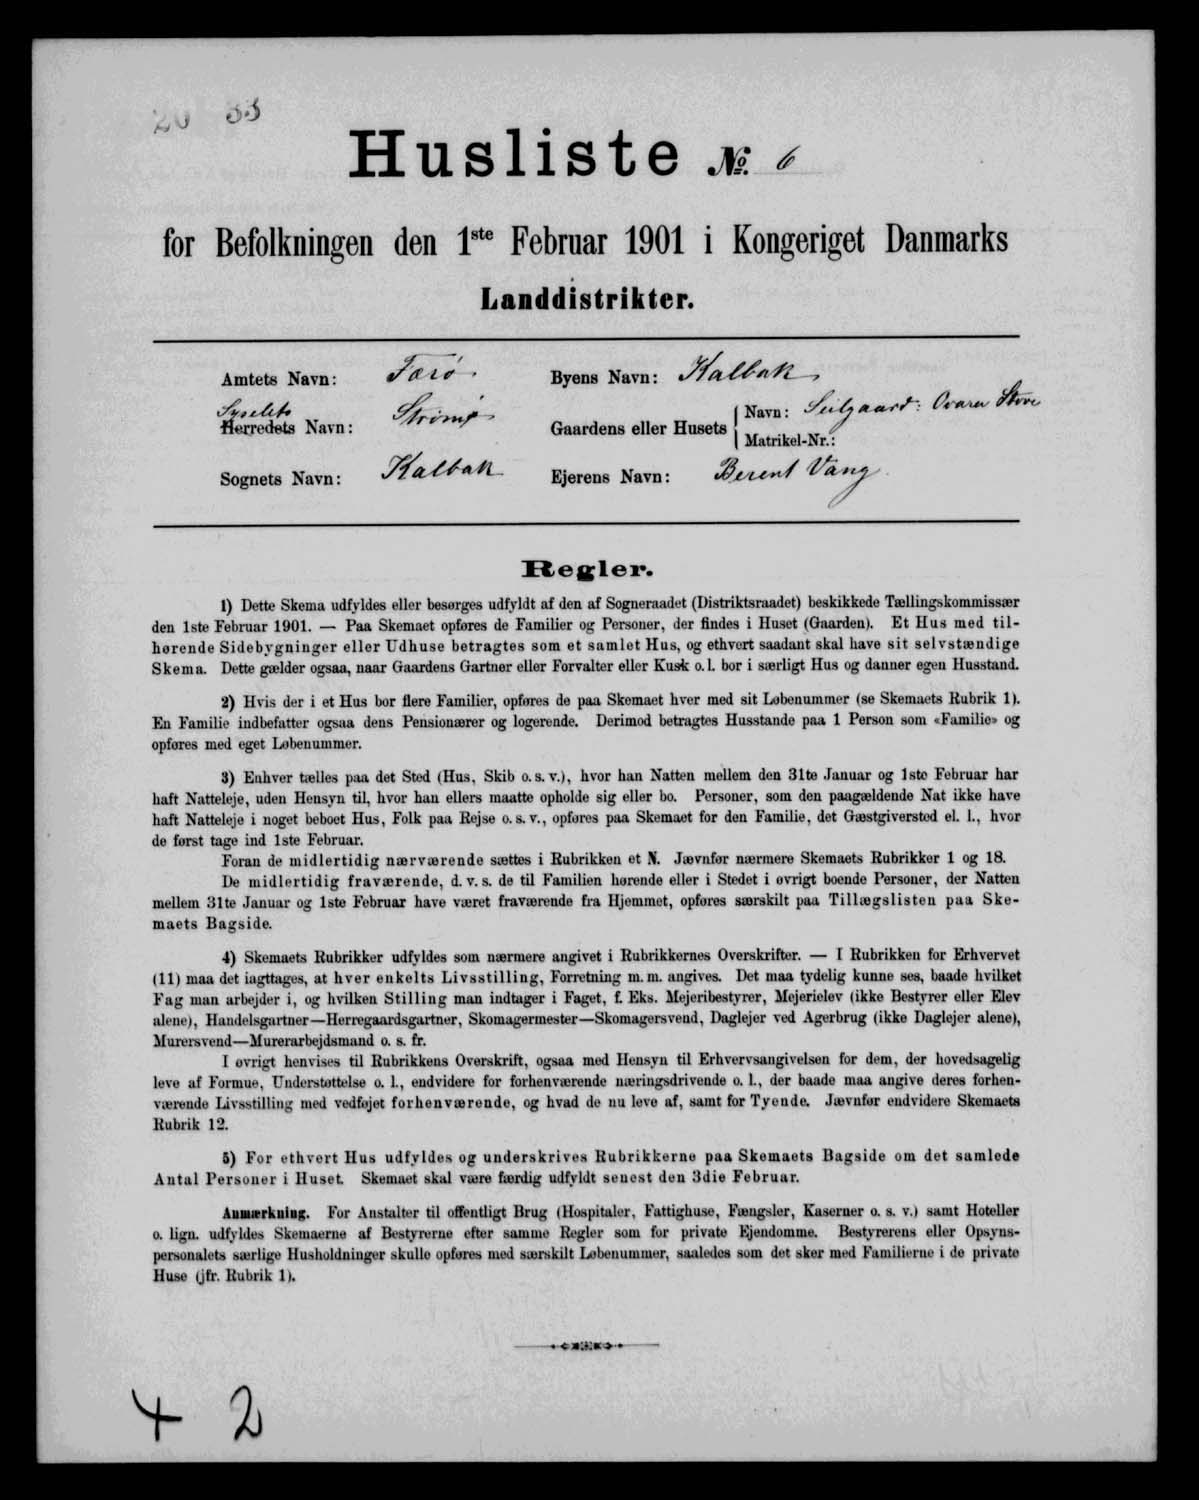 20 33
Husliste No. 6
for Befolkningen den 1ste Februar 1901 i Kongeriget Danmarks
Landdistrikter.
Amtets Navn: Færø
Byens Navn: Kalbak
Syselets
Herredets Navn: Strømø
Gaardens eller Husets Navn: Seilgaard: Ovara Stove
Matrikel-Nr.:
Sognets Navn: Kalbak
Ejerens Navn: Berent Vang
Regler.
1) Dette Skema udfyldes eller besørges udfyldt af den af Sogneraadet (Distriktsraadet) beskikkede Tællingskommissær
den 1ste Februar 1901. — Paa Skemaet opføres de Familier og Personer, der findes i Huset (Gaarden). Et Hus med til-
hørende Sidebygninger eller Udhuse betragtes som et samlet Hus, og ethvert saadant skal have sit selvstændige
Skema. Dette gælder ogsaa, naar Gaardens Gartner eller Forvalter eller Kusk o. l. bor i særligt Hus og danner egen Husstand.
2) Hvis der i et Hus bor flere Familier, opføres de paa Skemaet hver med sit Løbenummer (se Skemaets Rubrik 1).
En Familie indbefatter ogsaa dens Pensionærer og logerende. Derimod betragtes Husstande paa 1 Person som «Familie» og
opføres med eget Løbenummer.
3) Enhver tælles paa det Sted (Hus, Skib o. s. v.), hvor han Natten mellem den 31te Januar og 1ste Februar har
haft Natteleje, uden Hensyn til, hvor han ellers maatte opholde sig eller bo. Personer, som den paagældende Nat ikke have
haft Natteleje i noget beboet Hus, Folk paa Rejse o. s. v., opføres paa Skemaet for den Familie, det Gæstgiversted el. l., hvor
de først tage ind 1ste Februar.
Foran de midlertidig nærværende sættes i Rubrikken et N. Jævnfør nærmere Skemaets Rubrikker 1 og 18.
De midlertidig fraværende, d. v. s. de til Familien hørende eller i Stedet i øvrigt boende Personer, der Natten
mellem 31te Januar og 1ste Februar have været fraværende fra Hjemmet, opføres særskilt paa Tillægslisten paa Ske-
maets Bagside.
4) Skemaets Rubrikker udfyldes som nærmere angivet i Rubrikkernes Overskrifter. — I Rubrikken for Erhvervet
(11) maa det iagttages, at hver enkelts Livsstilling, Forretning m. m. angives. Det maa tydelig kunne ses, baade hvilket
Fag man arbejder i, og hvilken Stilling man indtager i Faget, f. Eks. Mejeribestyrer, Mejerielev (ikke Bestyrer eller Elev
alene), Handelsgartner—Herregaardsgartner, Skomagermester—Skomagersvend, Daglejer ved Agerbrug (ikke Daglejer alene),
Murersvend—Murerarbejdsmand o. s. fr.
I øvrigt henvises til Rubrikkens Overskrift, ogsaa med Hensyn til Erhvervsangivelsen for dem, der hovedsagelig
leve af Formue, Understøttelse o. l., endvidere for forhenværende næringsdrivende o. l., der baade maa angive deres forhen-
værende Livsstilling med vedføjet forhenværende, og hvad de nu leve af, samt for Tyende. Jævnfør endvidere Skemaets
Rubrik 12.
5) For ethvert Hus udfyldes og underskrives Rubrikkerne paa Skemaets Bagside om det samlede
Antal Personer i Huset. Skemaet skal være færdig udfyldt senest den 3die Februar.
Anmærkning. For Anstalter til offentligt Brug (Hospitaler, Fattighuse, Fængsler, Kaserner o. s. v.) samt Hoteller
o. lign. udfyldes Skemaerne af Bestyrerne efter samme Regler som for private Ejendomme. Bestyrerens eller Opsyns-
personalets særlige Husholdninger skulle opføres med særskilt Løbenummer, saaledes som det sker med Familierne i de private
Huse (jfr. Rubrik 1).
4 2